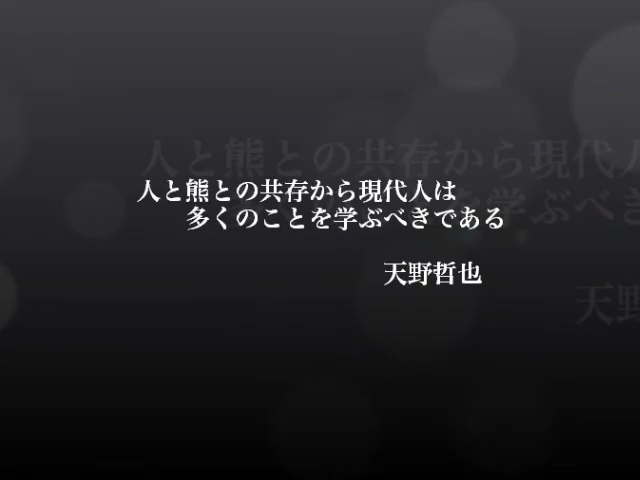 人と熊との共存から現代人は
多くのことを学ぶべきである
天野哲也